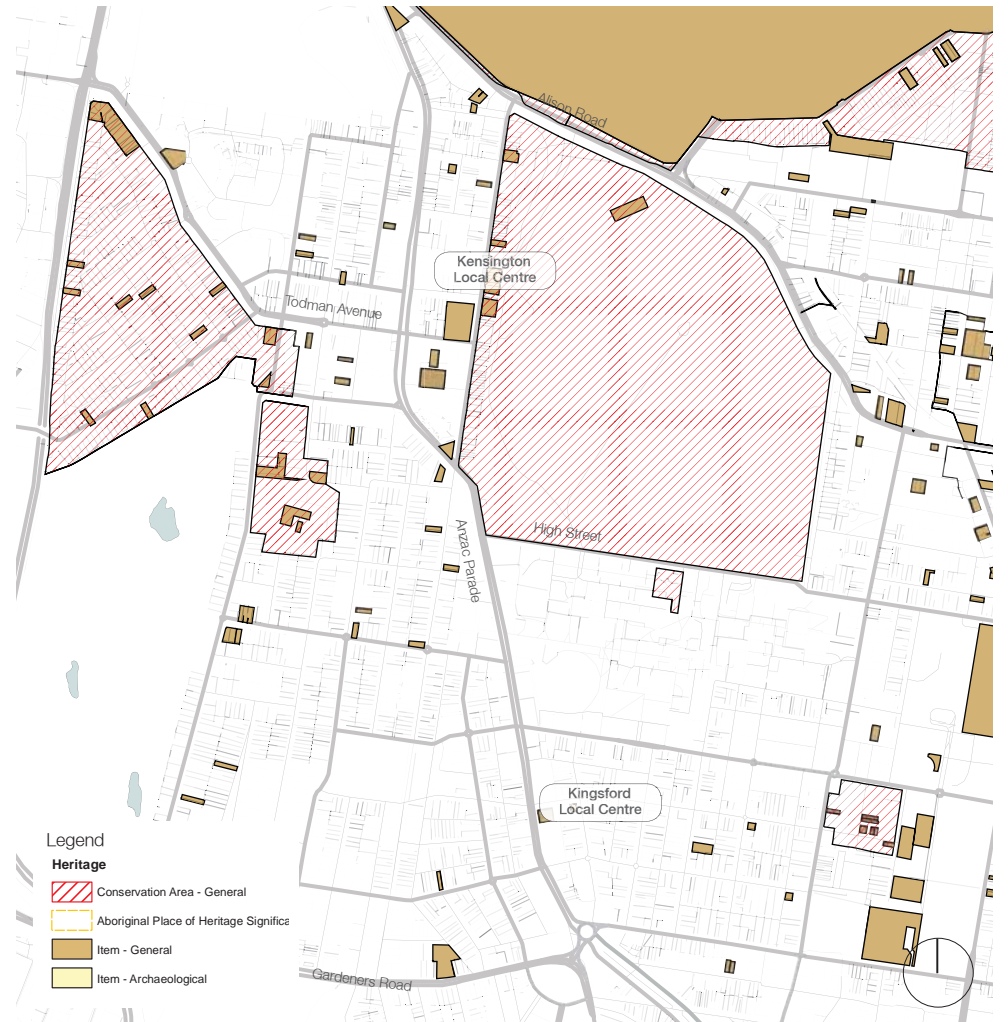 Alison Road
Kensington
Local Centre
Todman Avenue
High Street
Anzac Parade
Kingsford
Local Centre
Gardeners Road
Legend
Heritage
Conservation Area - General
Aboriginal Place of Heritage Significa
Item - General
Item - Archaeological